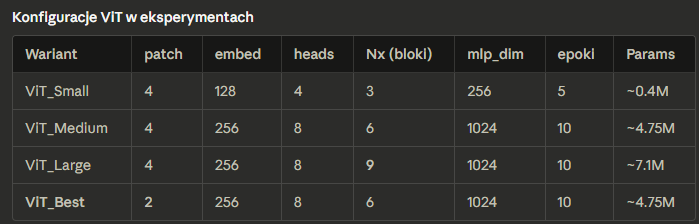 Konfiguracje ViT w eksperymentach
Wariant patch embed heads Nx (bloki) mlp_dim epoki Params
ViT_Small 4 128 4 3 256 5 ~0.4M
ViT_Medium 4 256 8 6 1024 10 ~4.75M
ViT_Large 4 256 8 9 1024 10 ~7.1M
ViT_Best 2 256 8 6 1024 10 ~4.75M